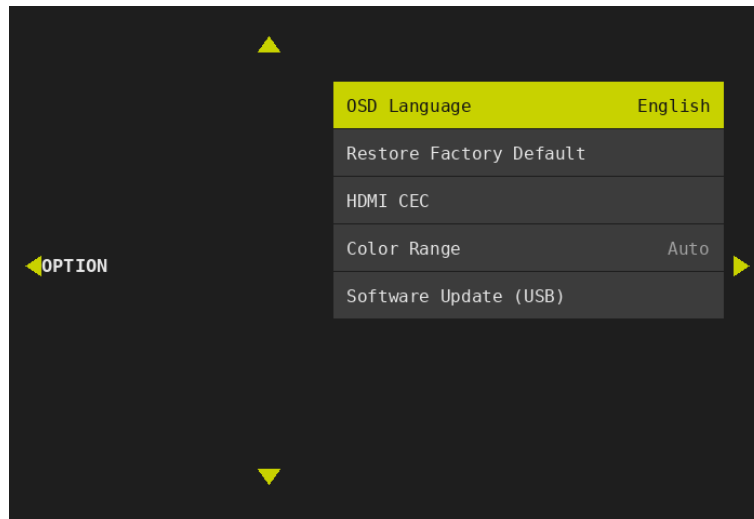 OSD Language English
Restore Factory Default
HDMI CEC
Color Range Auto
Software Update (USB)
OPTION